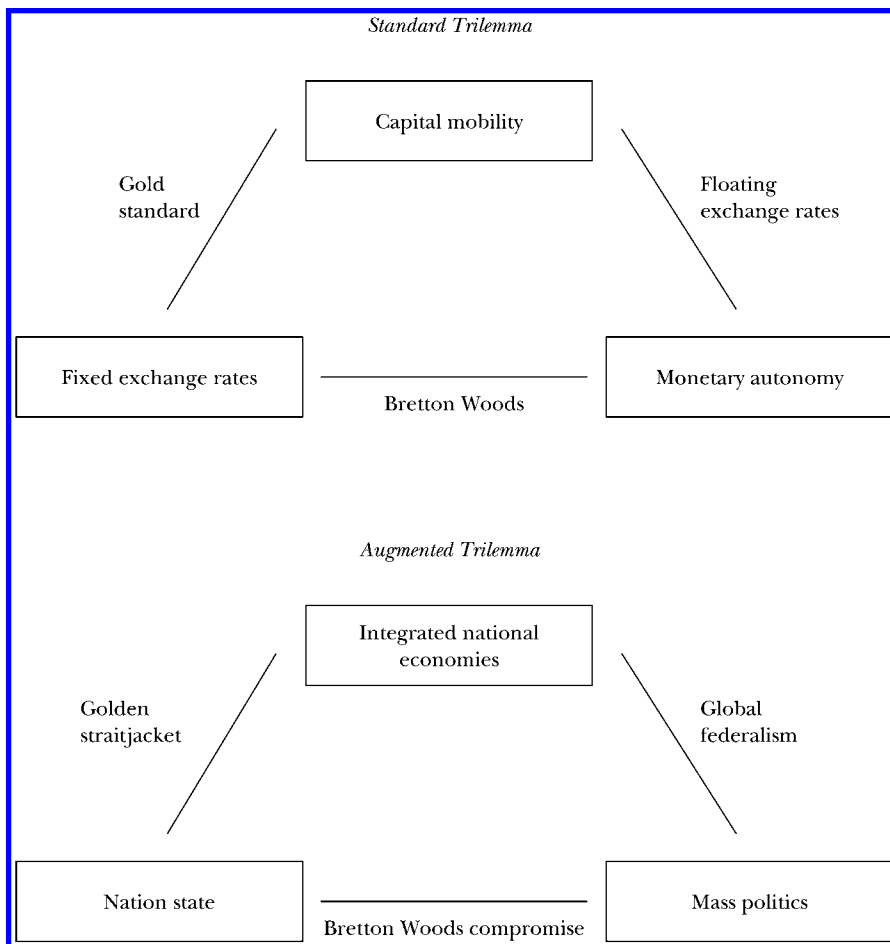 Standard Trilemma
Capital mobility
Gold
standard
Floating
exchange rates
Fixed exchange rates
Monetary autonomy
Bretton Woods
Augmented Trilemma
Integrated national
economies
Golden
straitjacket
Global
federalism
Nation state
Mass politics
Bretton Woods compromise